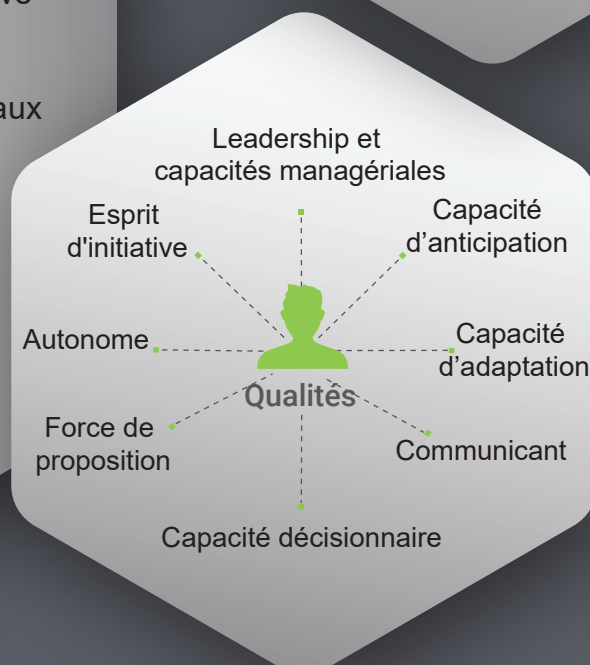 aux
Leadership et
capacités managériales
Esprit
d'initiative
Capacité
d’anticipation
Autonome
Capacité
d’adaptation
Qualités
Force de
proposition
Communicant
Capacité décisionnaire